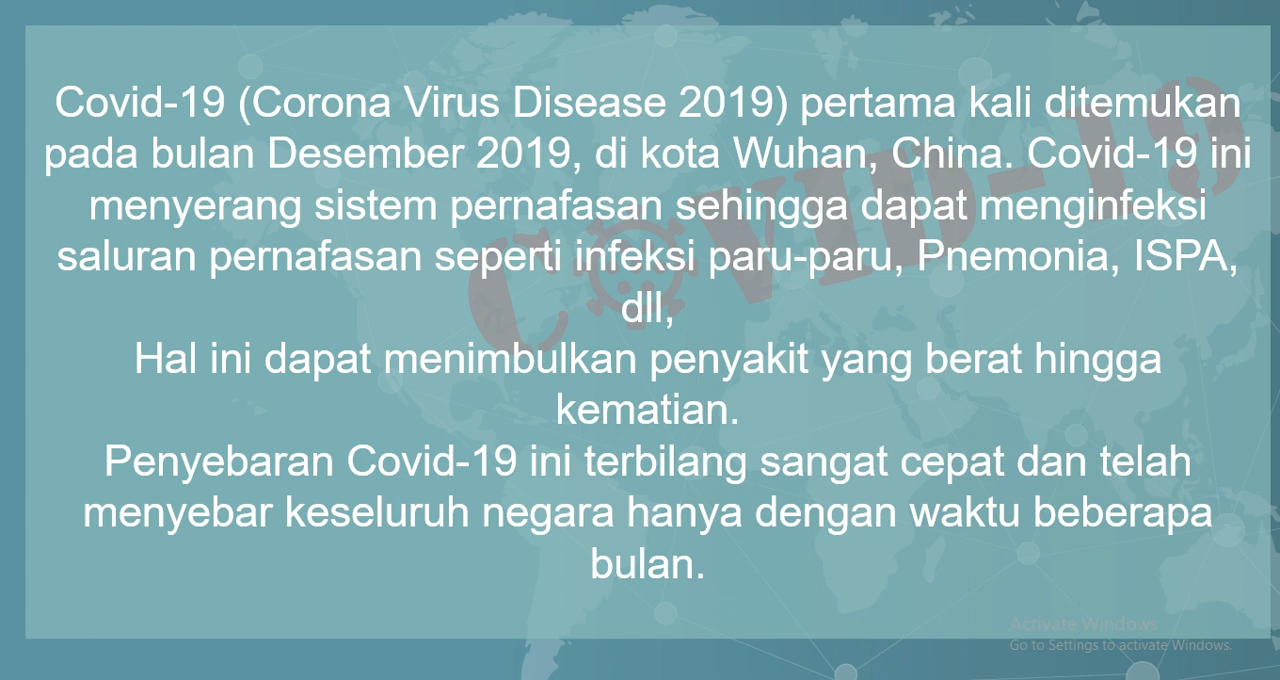 Covid-19 (Corona Virus Disease 2019) pertama kali ditemukan
pada bulan Desember 2019, di kota Wuhan, China. Covid-19 ini
menyerang sistem pernafasan sehingga dapat menginfeksi
saluran pernafasan seperti infeksi paru-paru, Pnemonia, ISPA,
dll,
Hal ini dapat menimbulkan penyakit yang berat hingga
kematian.
Penyebaran Covid-19 ini terbilang sangat cepat dan telah
menyebar keseluruh negara hanya dengan waktu beberapa
bulan.
COVID-19
Activate Windows
Go to Settings to activate Windows.